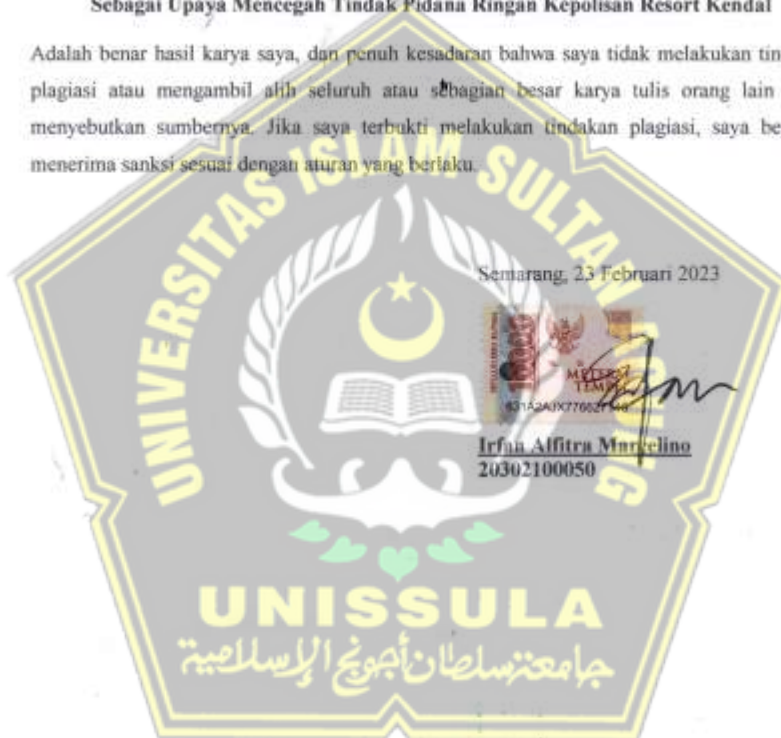 Sebagai Upaya Mencegah Tindak Pidana Ringan Kepolisan Resort Kendal
Adalah benar hasil karya saya, dan penuh kesadaran bahwa saya tidak melakukan tin
plagiasi atau mengambil alih seluruh atau sebagian besar karya tulis orang lain
menyebutkan sumbernya. Jika saya terbukti melakukan tindakan plagiasi, saya be
menerima sanksi sesuai dengan aturan yang berlaku.
UNIVERSITAS ISLAM SULTAN AGUNG
Semarang, 23 Februari 2023
10000
METERAI
TEMPEL
Irfan Alfitra Marcelino
20302100050
UNISSULA
جامعة سلطان أجونج الإسلامية